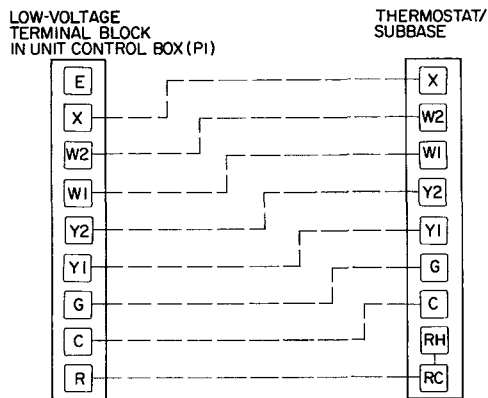 LOW-VOLTAGE
TERMINAL BLOCK
IN UNIT CONTROL BOX (P1)
THERMOSTAT/
SUBBASE
E
X
W2
W1
Y2
Y1
G
C
R
X
W2
W1
Y2
Y1
G
C
RH
RC